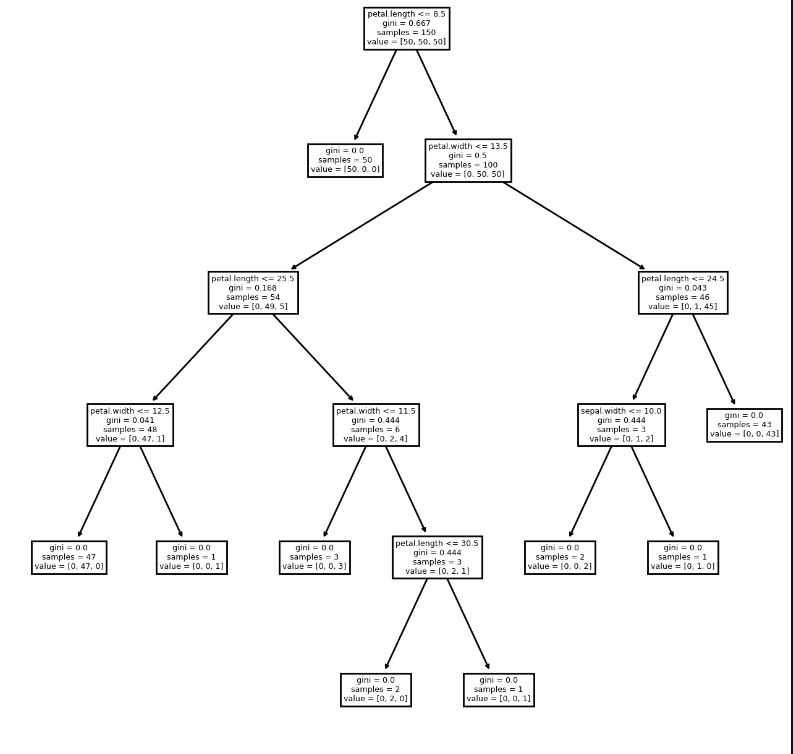 petal.length <= 8.5
gini = 0.667
samples = 150
value = [50, 50, 50]
gini = 0.0
samples = 50
value = [50, 0, 0]
petal.width <= 13.5
gini = 0.5
samples = 100
value = [0, 50, 50]
petal.length <= 25.5
gini = 0.168
samples = 54
value = [0, 49, 5]
petal.length <= 24.5
gini = 0.043
samples = 46
value = [0, 1, 45]
petal.width <= 12.5
gini = 0.041
samples = 48
value = [0, 47, 1]
petal.width <= 11.5
gini = 0.444
samples = 6
value = [0, 2, 4]
sepal.width <= 10.0
gini = 0.444
samples = 3
value = [0, 1, 2]
gini = 0.0
samples = 43
value = [0, 0, 43]
gini = 0.0
samples = 47
value = [0, 47, 0]
gini = 0.0
samples = 1
value = [0, 0, 1]
gini = 0.0
samples = 3
value = [0, 0, 3]
petal.length <= 30.5
gini = 0.444
samples = 3
value = [0, 2, 1]
gini = 0.0
samples = 2
value = [0, 0, 2]
gini = 0.0
samples = 1
value = [0, 1, 0]
gini = 0.0
samples = 2
value = [0, 2, 0]
gini = 0.0
samples = 1
value = [0, 0, 1]